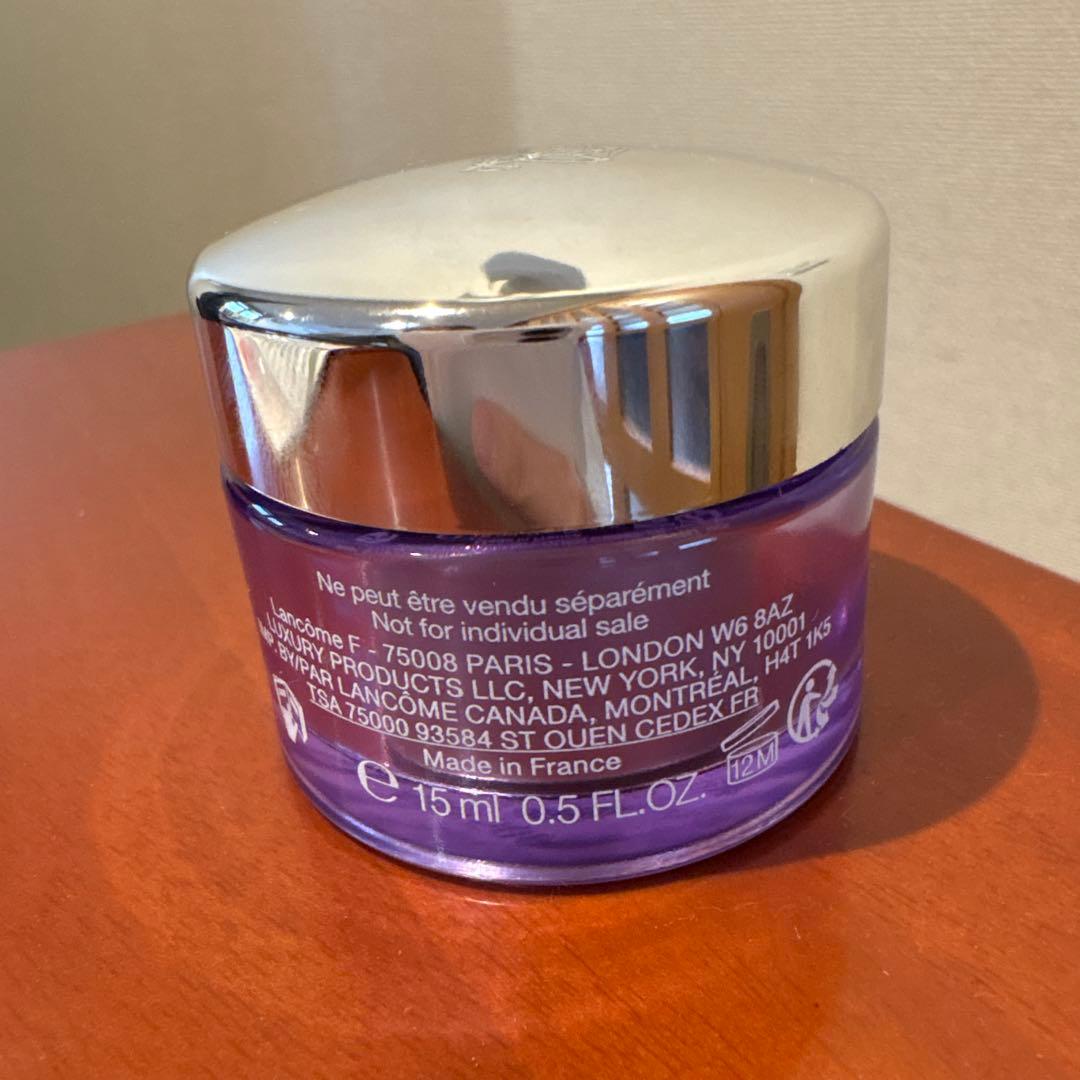 Ne peut être vendu séparément
Not for individual sale
Lancôme F - 75008 PARIS - LONDON W6 8AZ
LUXURY PRODUCTS LLC, NEW YORK, NY 10001
IMP. BY/PAR LANCÔME CANADA, MONTRÉAL, H4T 1K5
TSA 75000 93584 ST OUEN CEDEX FR
Made in France
e 15 ml 0.5 FL.OZ.
12 M